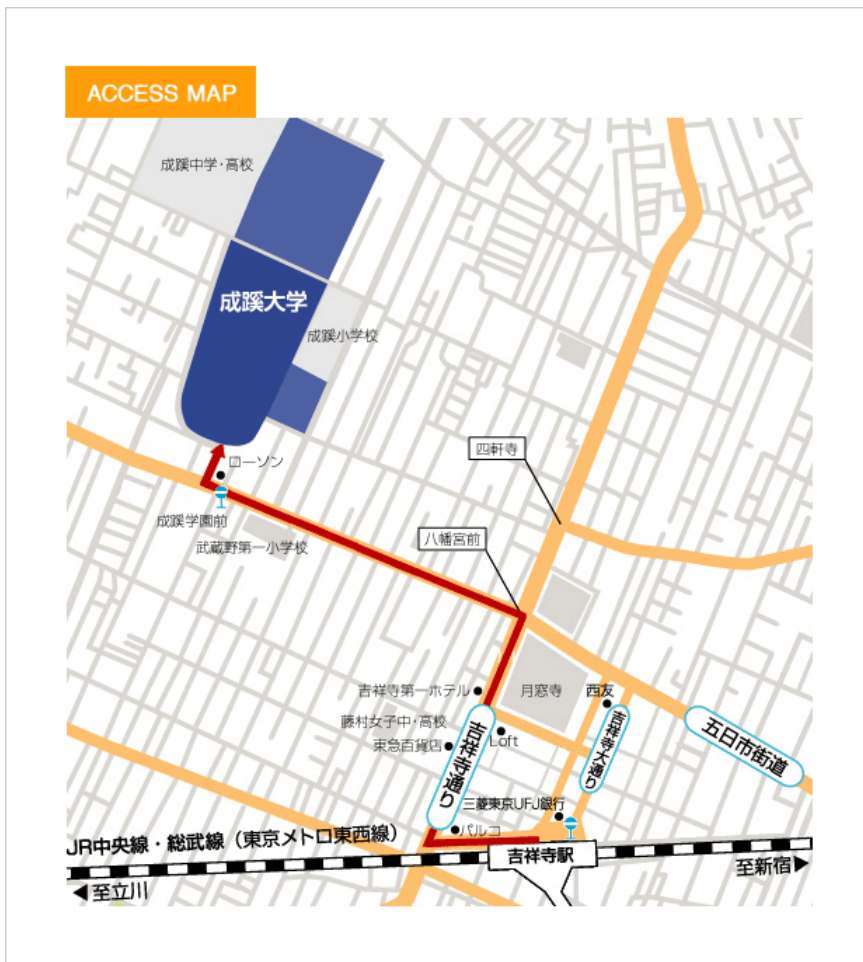 ACCESS MAP
成蹊中学・高校
成蹊大学
成蹊小学校
四軒寺
ローソン
成蹊学園前
八幡宮前
武蔵野第一小学校
吉祥寺第一ホテル
月窓寺
西友
藤村女子中・高校
吉祥寺大通り
五日市街道
東急百貨店
Loft
吉祥寺通り
三菱東京UFJ銀行
パルコ
JR中央線・総武線（東京メトロ東西線）
吉祥寺駅
至新宿▶
◀至立川